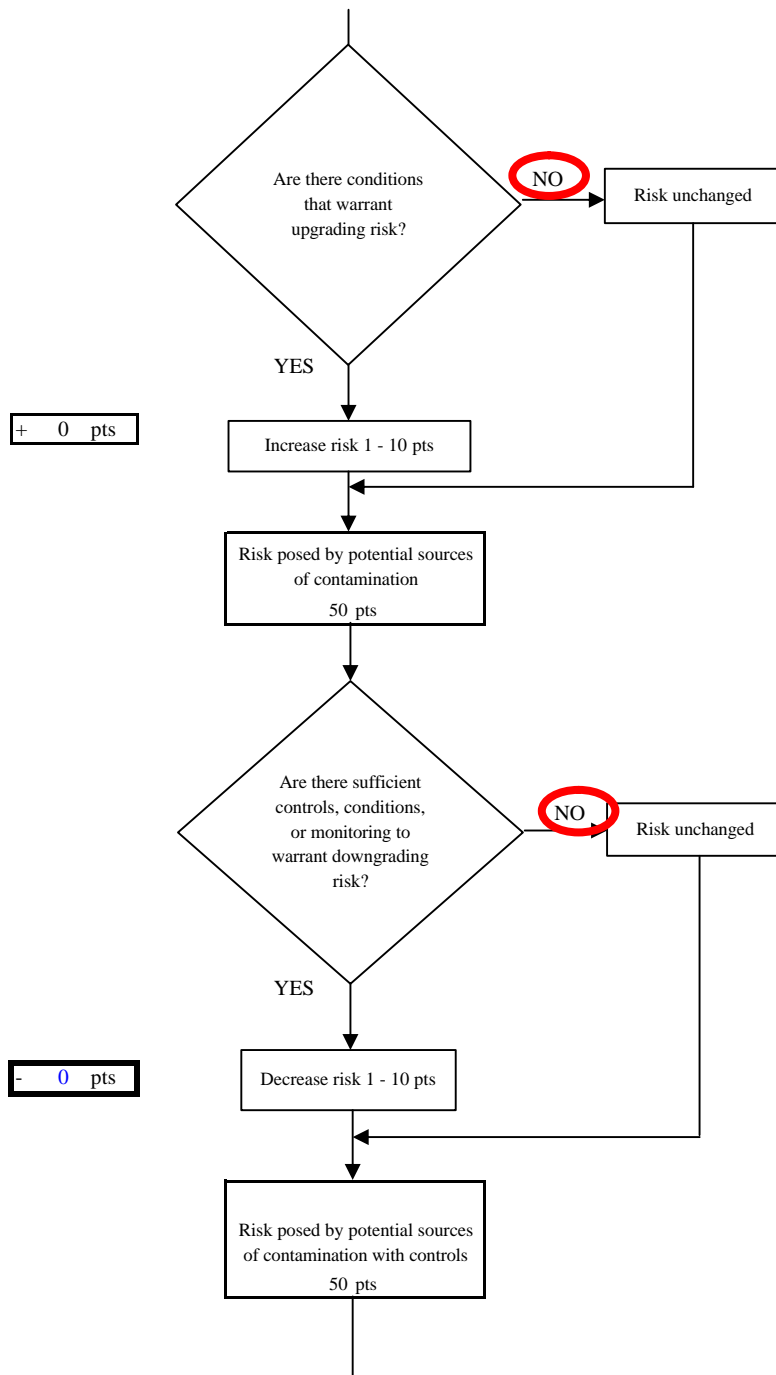 Are there conditions
that warrant
upgrading risk?
NO
Risk unchanged
YES
+ 0 pts
Increase risk 1 - 10 pts
Risk posed by potential sources
of contamination
50 pts
Are there sufficient
controls, conditions,
or monitoring to
warrant downgrading
risk?
NO
Risk unchanged
YES
- 0 pts
Decrease risk 1 - 10 pts
Risk posed by potential sources
of contamination with controls
50 pts